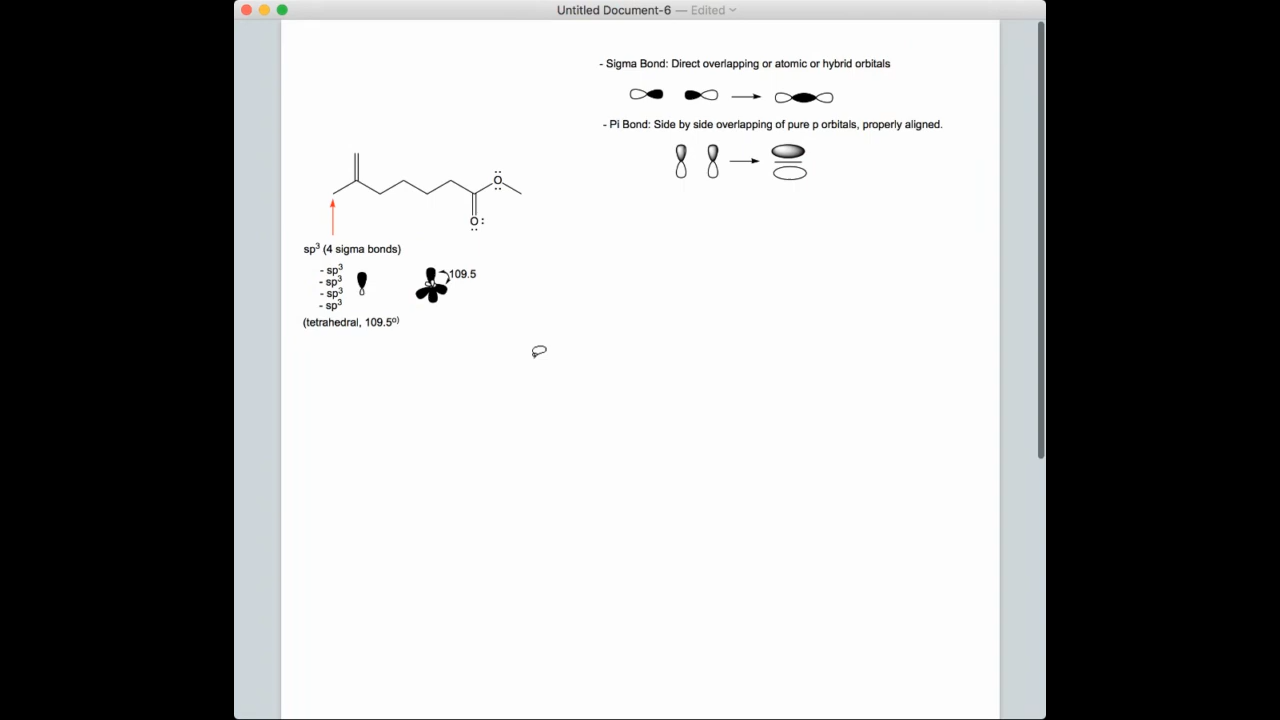 Untitled Document-6 — Edited
- Sigma Bond: Direct overlapping or atomic or hybrid orbitals
- Pi Bond: Side by side overlapping of pure p orbitals, properly aligned.
O
O
sp³ (4 sigma bonds)
- sp³
- sp³
- sp³
- sp³
109.5
(tetrahedral, 109.5º)